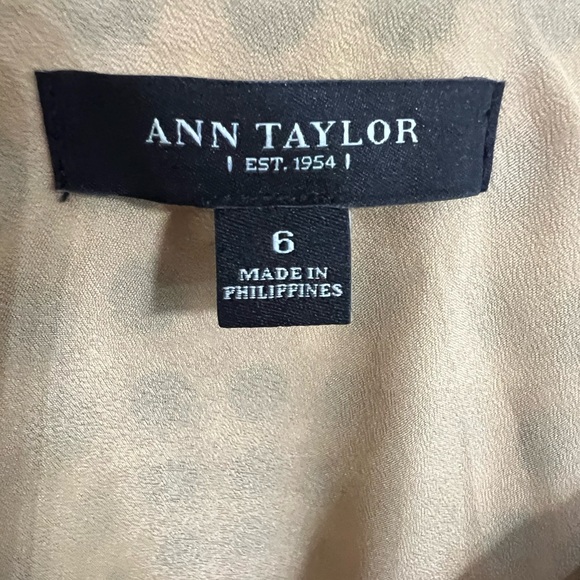 ANN TAYLOR
| EST. 1954 |
6
MADE IN
PHILIPPINES